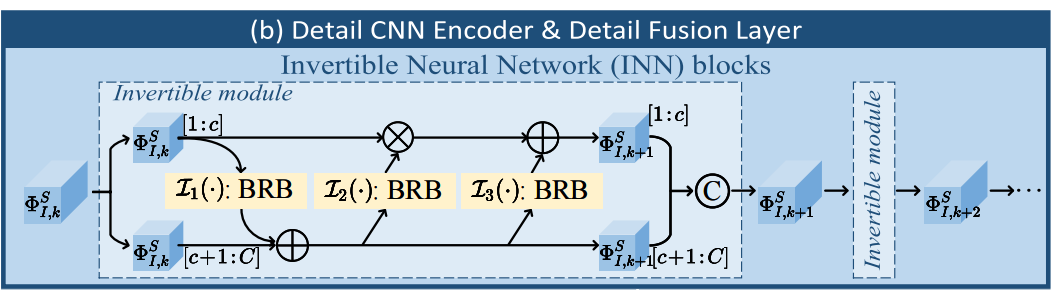 (b) Detail CNN Encoder & Detail Fusion Layer
Invertible Neural Network (INN) blocks
Invertible module
Φ^S_{I,k}
Φ^S_{I,k} [1:c]
⊗
⊕
Φ^S_{I,k+1} [1:c]
𝓘₁(·): BRB
𝓘₂(·): BRB
𝓘₃(·): BRB
Φ^S_{I,k} [c+1:C]
⊕
Φ^S_{I,k+1} [c+1:C]
©
Φ^S_{I,k+1}
Invertible module
Φ^S_{I,k+2}
···